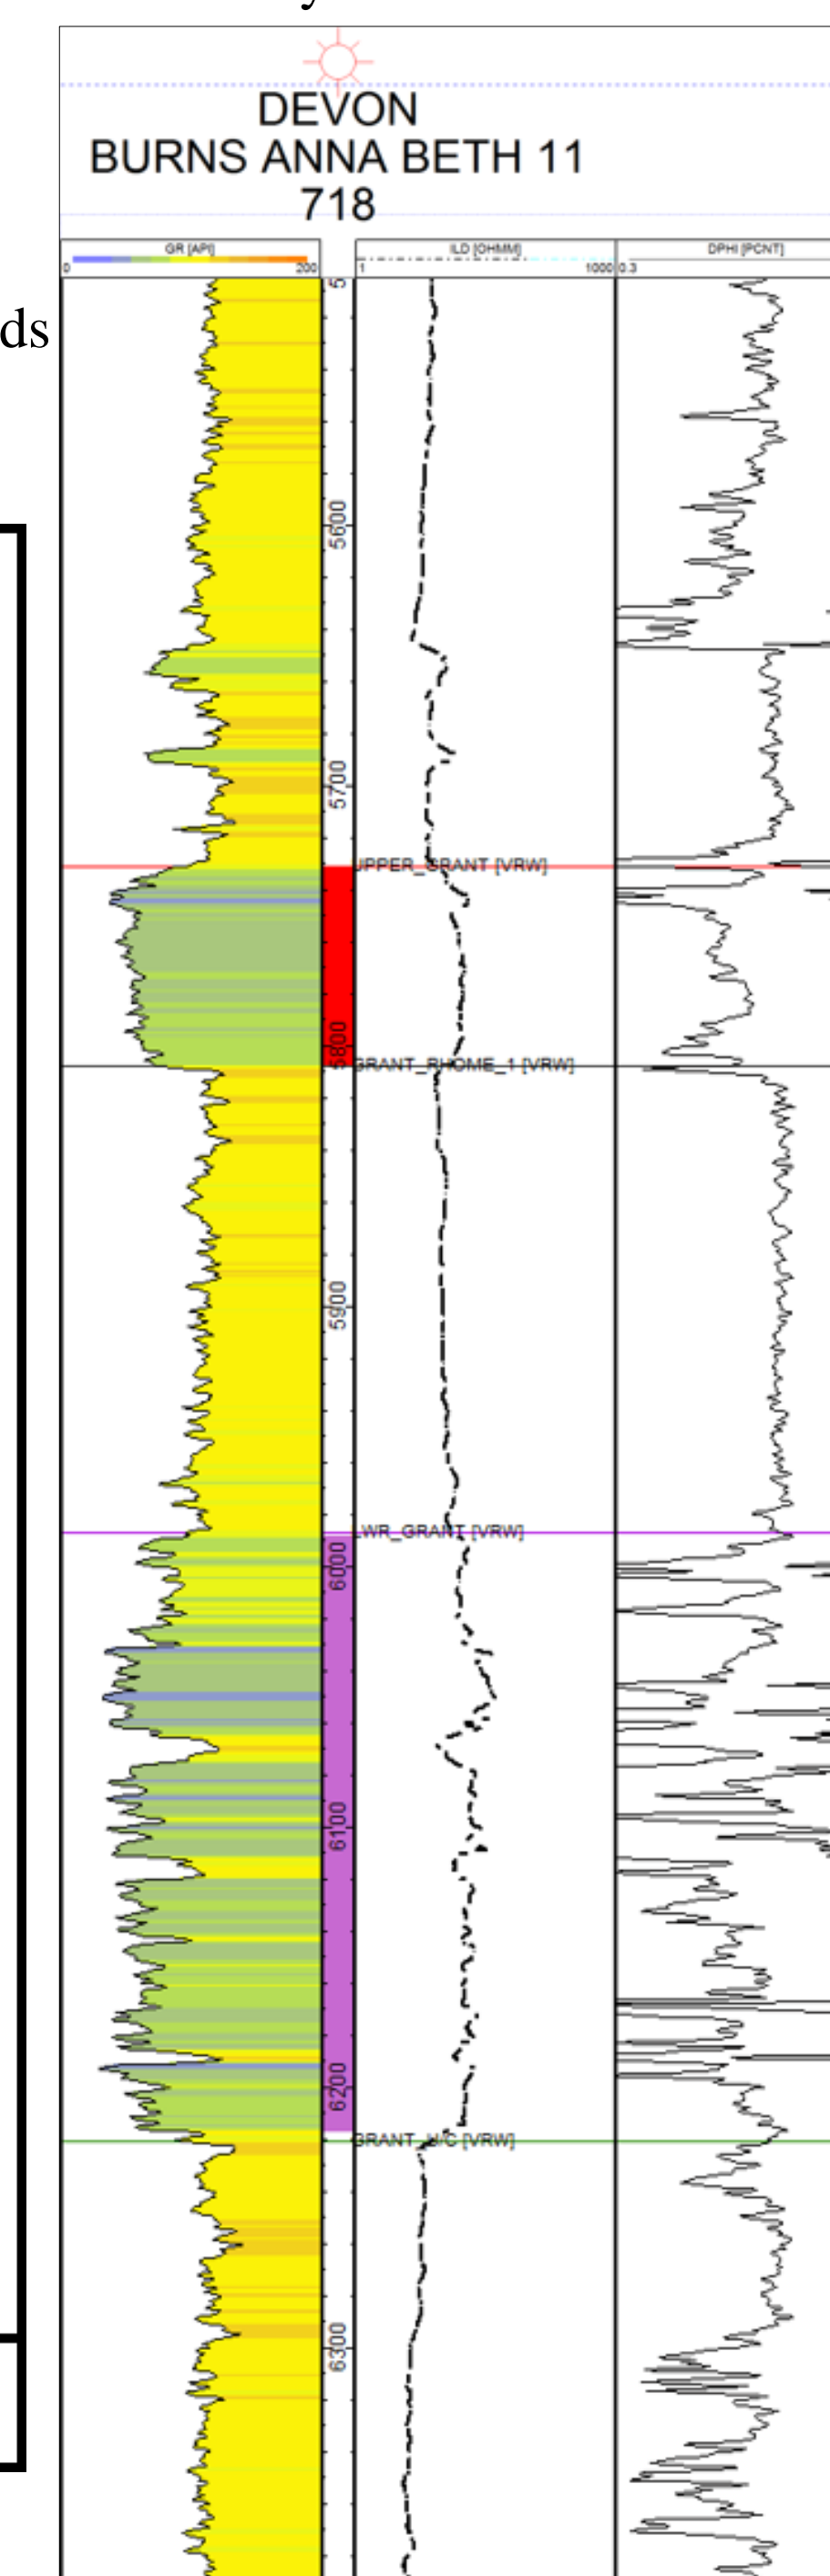 DEVON
BURNS ANNA BETH 11
718
GR [API]
0 200
ILD [OHMM]
1 1000
DPHI [PCNT]
0.3
ds
5600
5700
UPPER_GRANT [VRW]
5800
GRANT_RHOME_1 [VRW]
5900
LWR_GRANT [VRW]
6000
6100
6200
GRANT_U/C [VRW]
6300